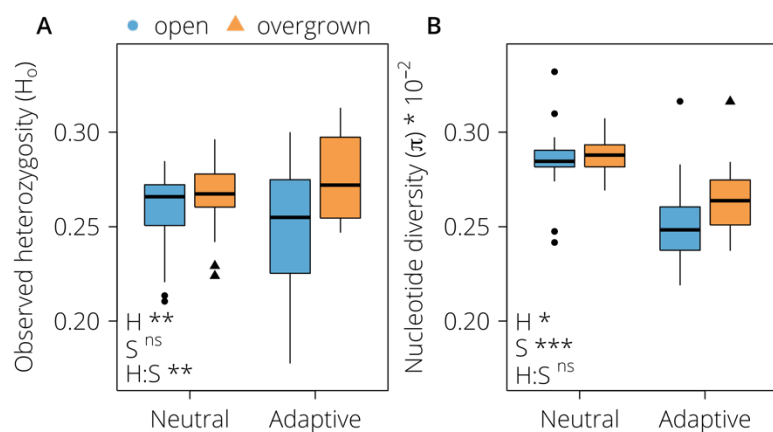 A open overgrown
Observed heterozygosity (Hₒ)
0.30
0.25
0.20
H **
S ns
H:S **
Neutral Adaptive
B
Nucleotide diversity (π) * 10⁻²
0.30
0.25
0.20
H *
S ***
H:S ns
Neutral Adaptive